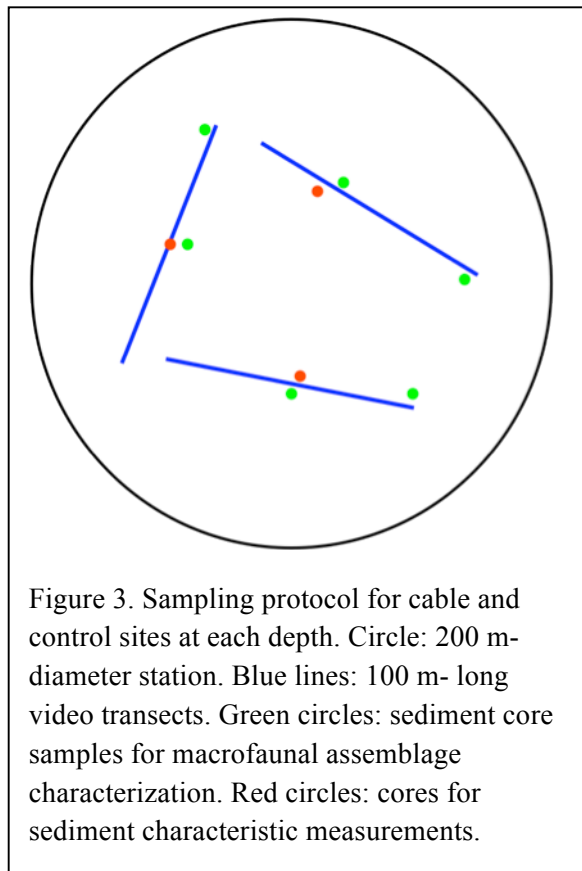 Figure 3. Sampling protocol for cable and
control sites at each depth. Circle: 200 m-
diameter station. Blue lines: 100 m- long
video transects. Green circles: sediment core
samples for macrofaunal assemblage
characterization. Red circles: cores for
sediment characteristic measurements.